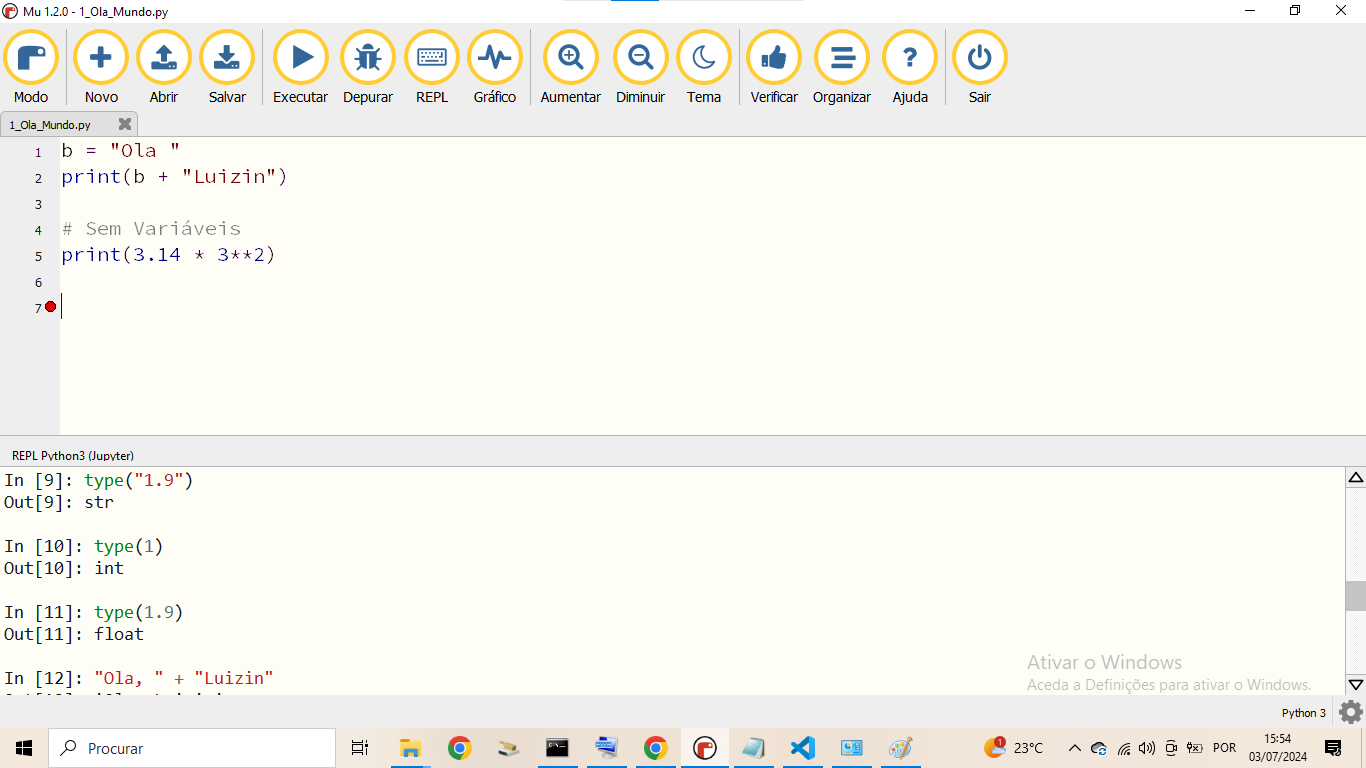 Mu 1.2.0 - 1_Ola_Mundo.py
Modo Novo Abrir Salvar Executar Depurar REPL Gráfico Aumentar Diminuir Tema Verificar Organizar Ajuda Sair
1_Ola_Mundo.py
1 b = "Ola "
2 print(b + "Luizin")
3
4 # Sem Variáveis
5 print(3.14 * 3**2)
6
7
REPL Python3 (Jupyter)
In [9]: type("1.9")
Out[9]: str
In [10]: type(1)
Out[10]: int
In [11]: type(1.9)
Out[11]: float
In [12]: "Ola, " + "Luizin"
Ativar o Windows
Aceda a Definições para ativar o Windows.
Python 3
Procurar
1
23°C
POR
15:54
03/07/2024